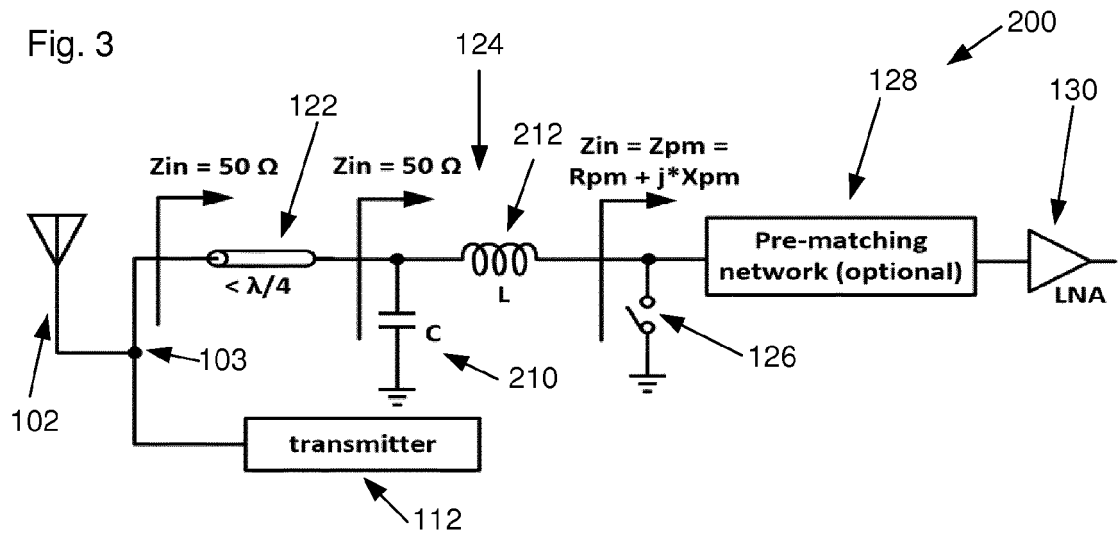 Fig. 3
124
200
128
130
122
212
Zin = 50 Ω
Zin = 50 Ω
Zin = Zpm =
Rpm + j*Xpm
Pre-matching
network (optional)
< λ/4
L
LNA
C
126
103
210
102
transmitter
112